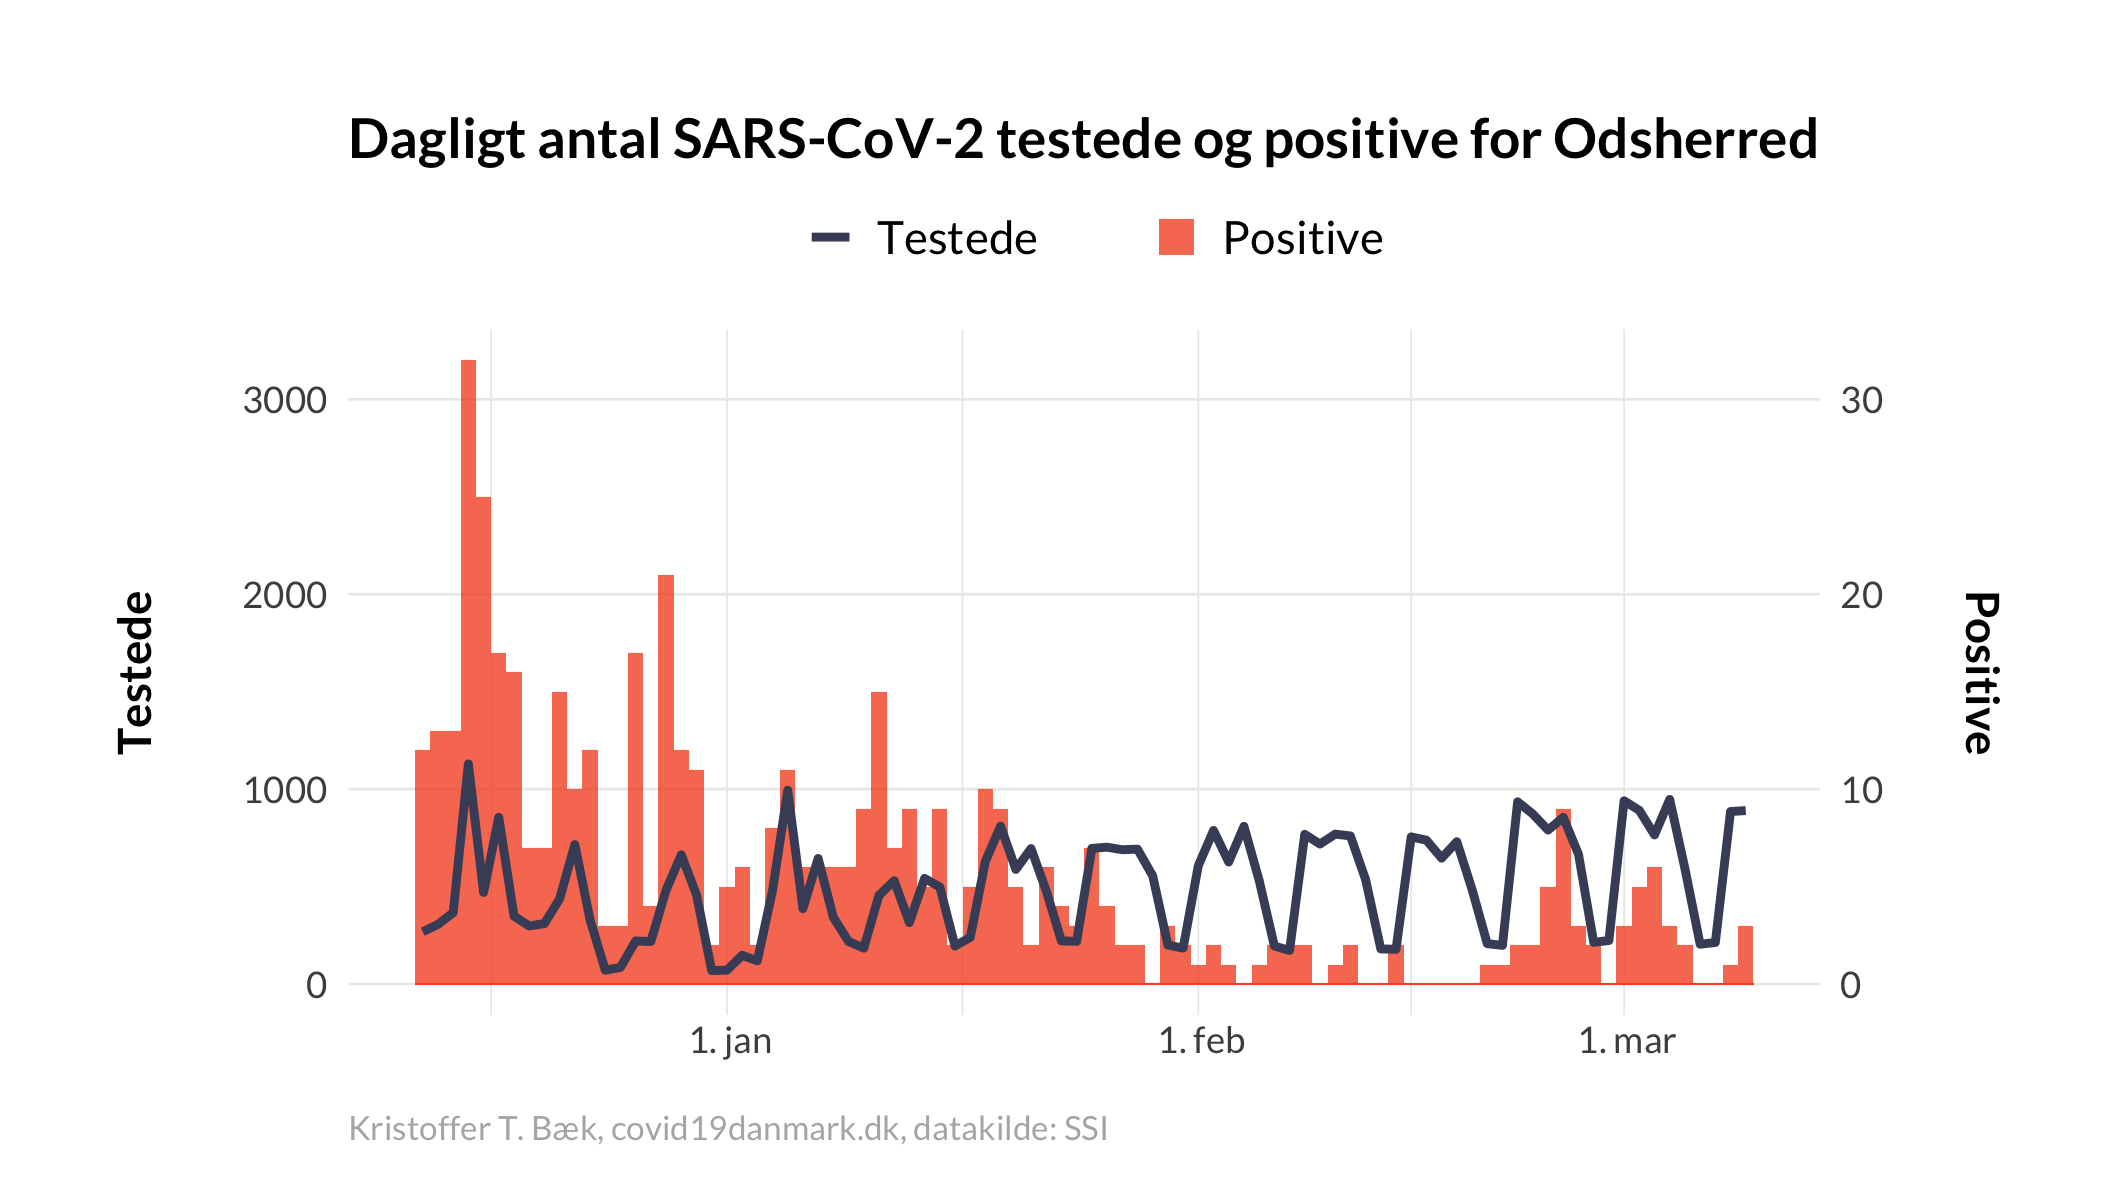 Dagligt antal SARS-CoV-2 testede og positive for Odsherred
Testede
Positive
3000
2000
1000
0
Testede
30
20
10
0
Positive
1. jan
1. feb
1. mar
Kristoffer T. Bæk, covid19danmark.dk, datakilde: SSI